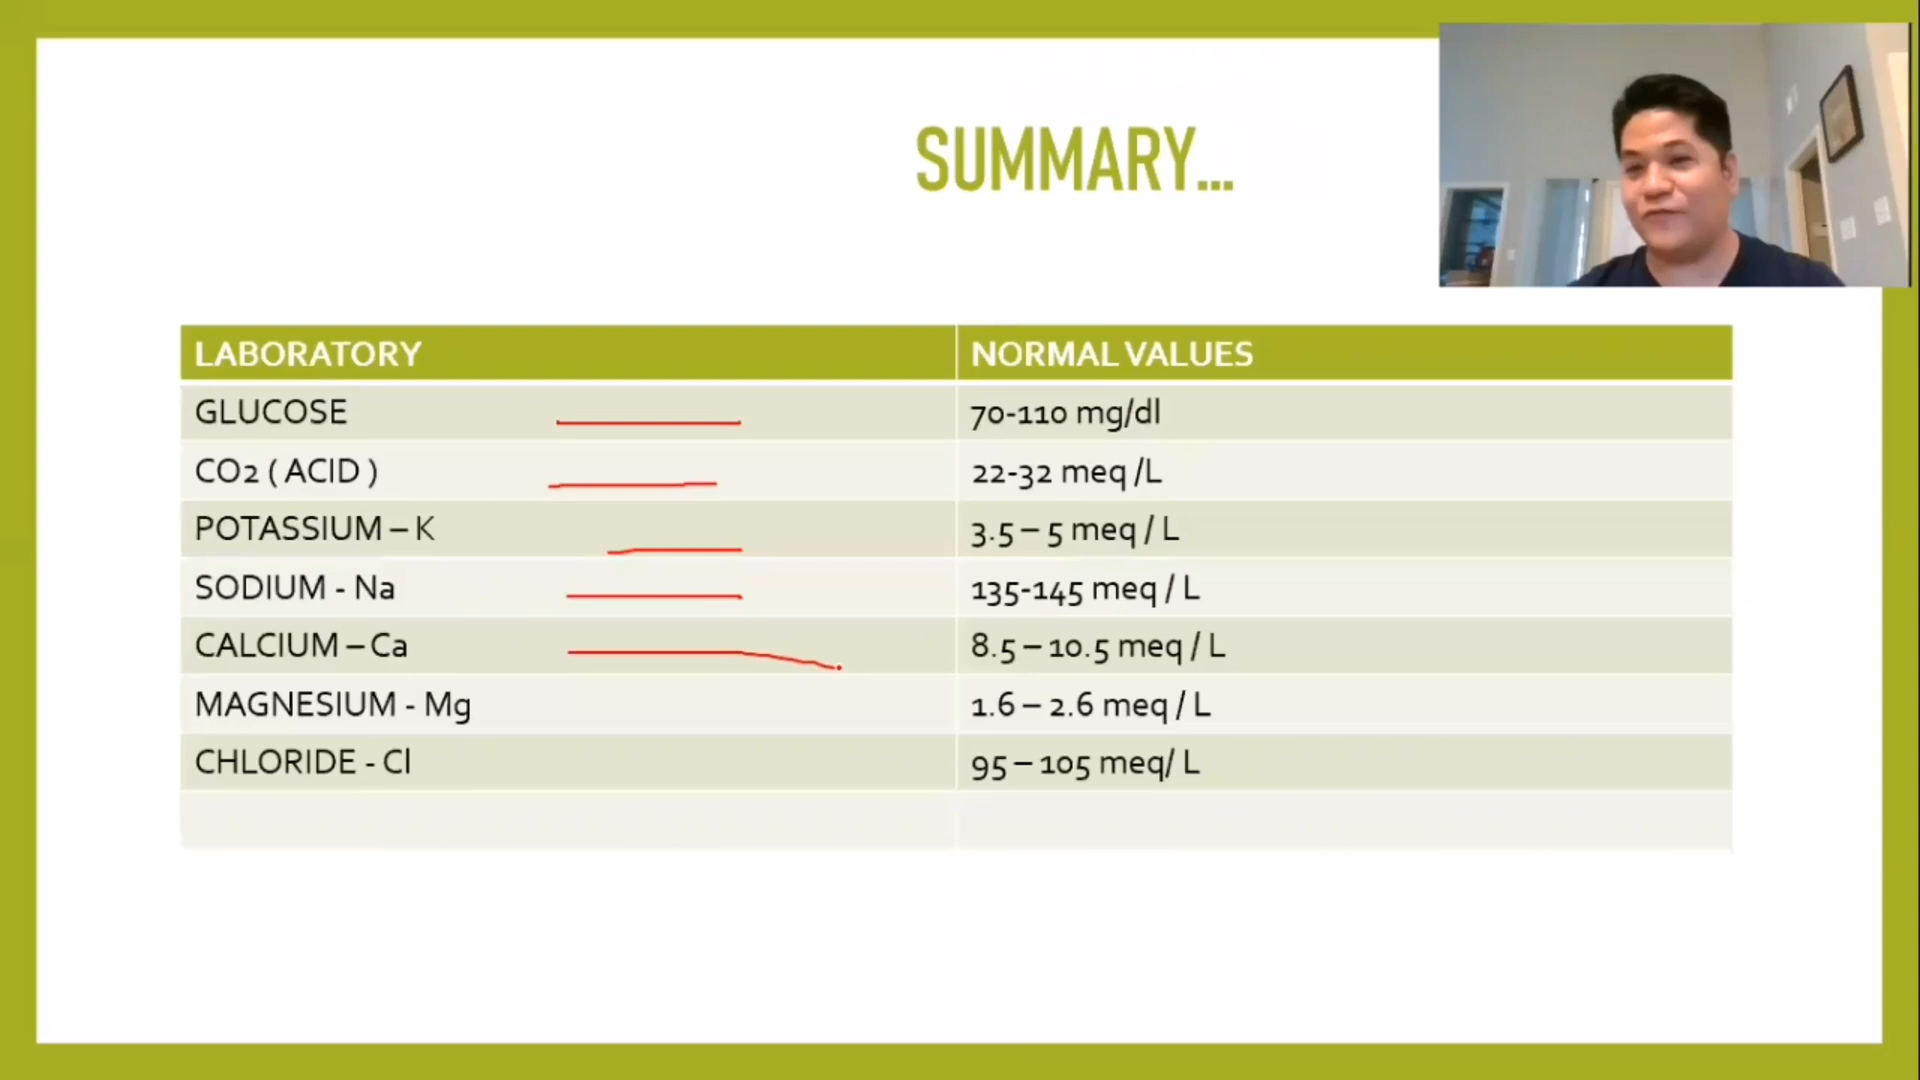 SUMMARY...
LABORATORY NORMAL VALUES
GLUCOSE 70-110 mg/dl
CO2 ( ACID ) 22-32 meq /L
POTASSIUM – K 3.5 – 5 meq / L
SODIUM - Na 135-145 meq / L
CALCIUM – Ca 8.5 – 10.5 meq / L
MAGNESIUM - Mg 1.6 – 2.6 meq / L
CHLORIDE - Cl 95 – 105 meq/ L